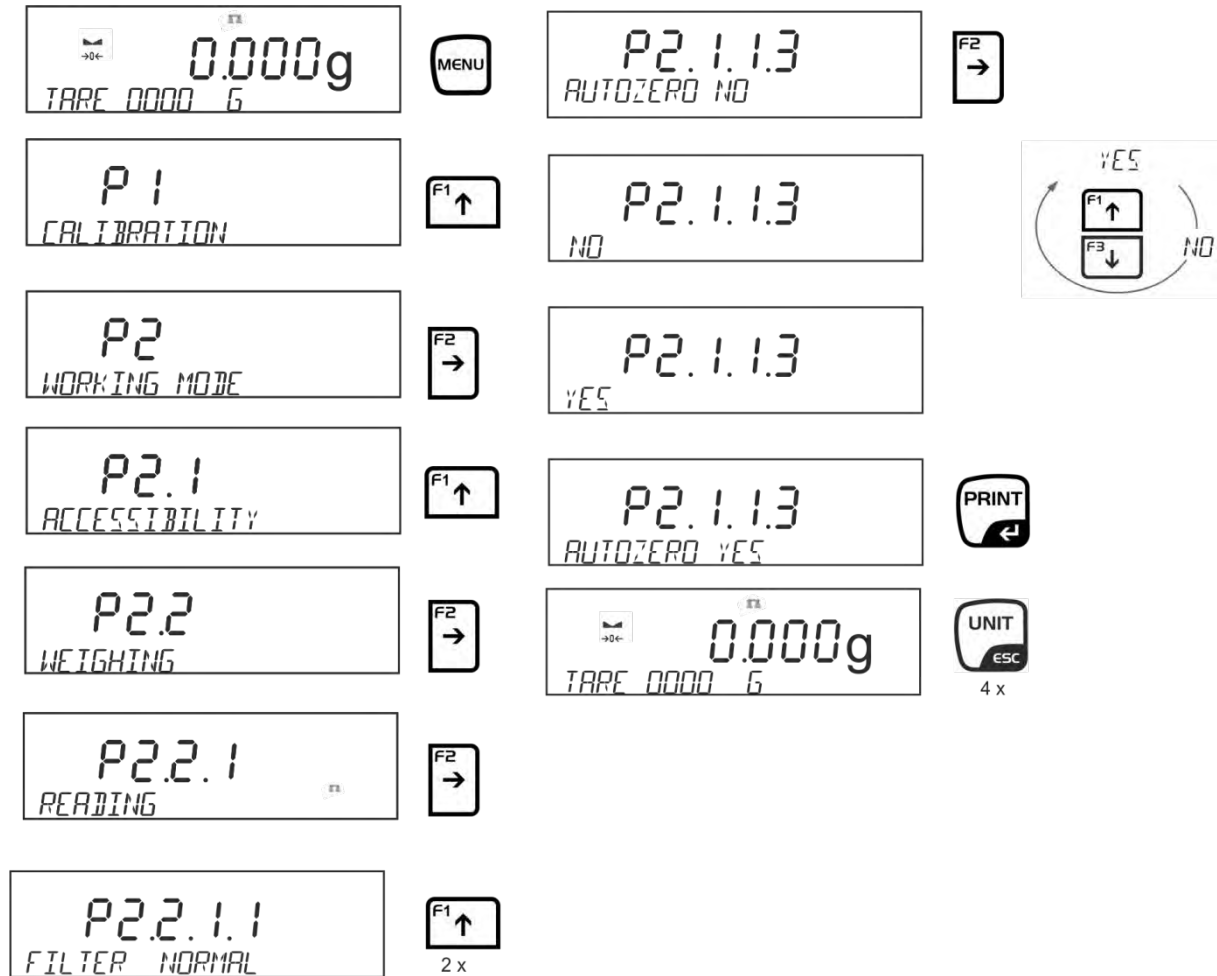 0.000g
→0←
TARE 0000 G
MENU
P1
CALIBRATION
F1 ↑
P2
WORKING MODE
F2 →
P2.1
ACCESSIBILITY
F1 ↑
P2.2
WEIGHING
F2 →
P2.2.1
READING
F2 →
P2.2.1.1
FILTER NORMAL
F1 ↑
2 x
P2.1.1.3
AUTOZERO NO
F2 →
P2.1.1.3
NO
YES
F1 ↑
F3 ↓
NO
P2.1.1.3
YES
P2.1.1.3
AUTOZERO YES
PRINT
0.000g
→0←
TARE 0000 G
UNIT
ESC
4 x